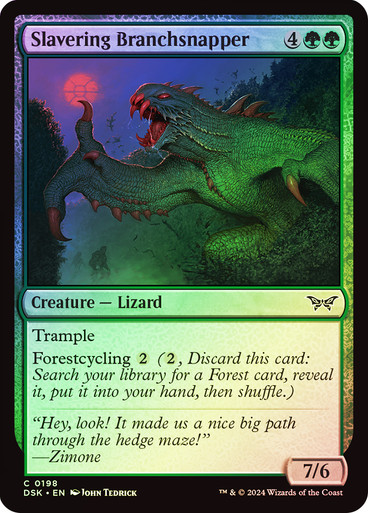 Slavering Branchsnapper 4
Creature — Lizard
Trample
Forestcycling 2 (2, Discard this card:
Search your library for a Forest card, reveal
it, put it into your hand, then shuffle.)
“Hey, look! It made us a nice big path
through the hedge maze!”
—Zimone
7/6
C 0198
DSK • EN JOHN TEDRICK
™ & © 2024 Wizards of the Coast